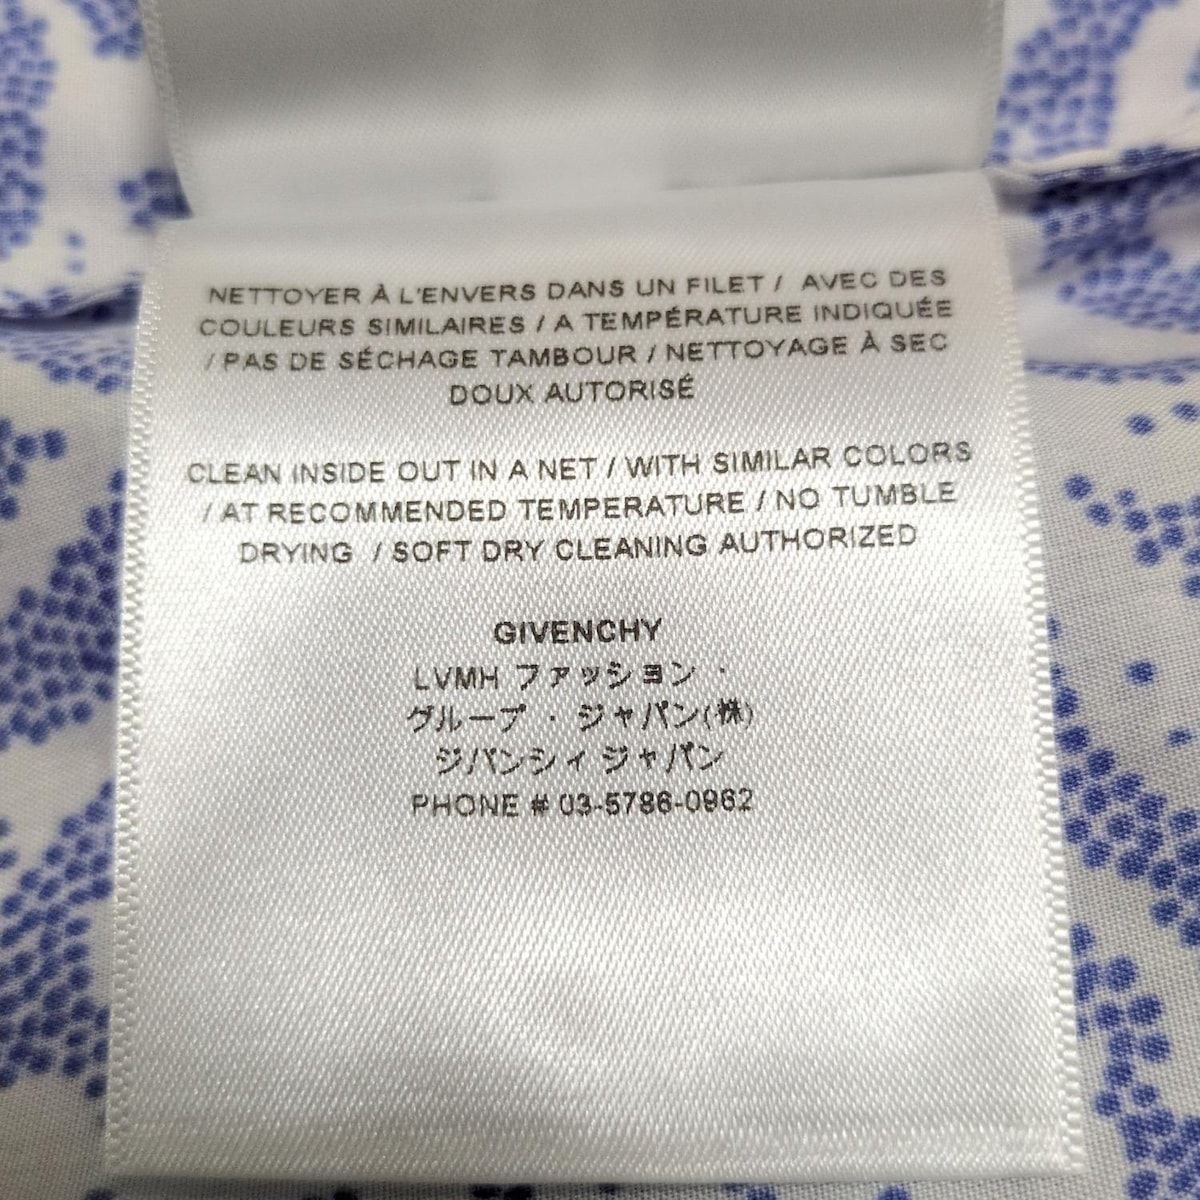 NETTOYER À L'ENVERS DANS UN FILET / AVEC DES
COULEURS SIMILAIRES / A TEMPÉRATURE INDIQUÉE
/ PAS DE SÉCHAGE TAMBOUR / NETTOYAGE À SEC
DOUX AUTORISÉ
CLEAN INSIDE OUT IN A NET / WITH SIMILAR COLORS
/ AT RECOMMENDED TEMPERATURE / NO TUMBLE
DRYING / SOFT DRY CLEANING AUTHORIZED
GIVENCHY
LVMH ファッション ・
グループ ・ ジャパン(株)
ジバンシィ ジャパン
PHONE # 03-5786-0962